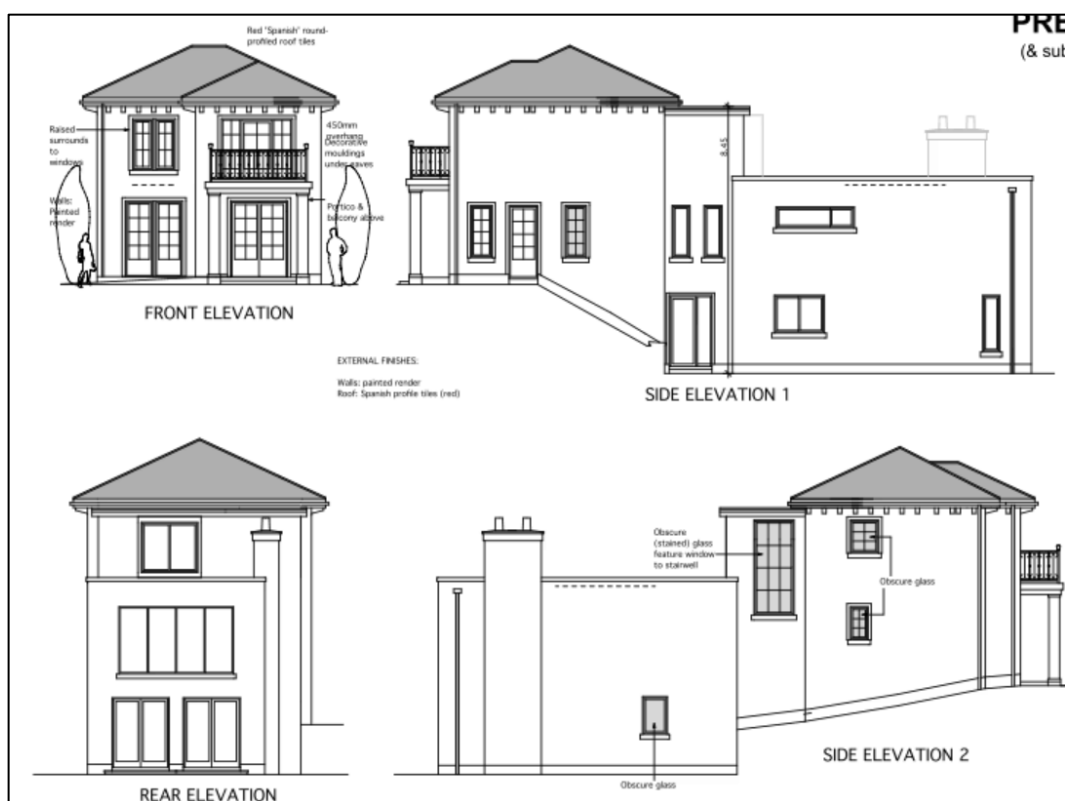 PRE
(& sub
Red "Spanish" round-
profiled roof tiles
Raised
surrounds
to
windows
Walls:
Painted
render
450mm
overhang
Decorative
mouldings
under eaves
Portico &
balcony above
FRONT ELEVATION
8.45
EXTERNAL FINISHES:
Walls: painted render
Roof: Spanish profile tiles (red)
SIDE ELEVATION 1
Obscure
(stained) glass
feature window
to stairwell
Obscure glass
Obscure glass
SIDE ELEVATION 2
REAR ELEVATION